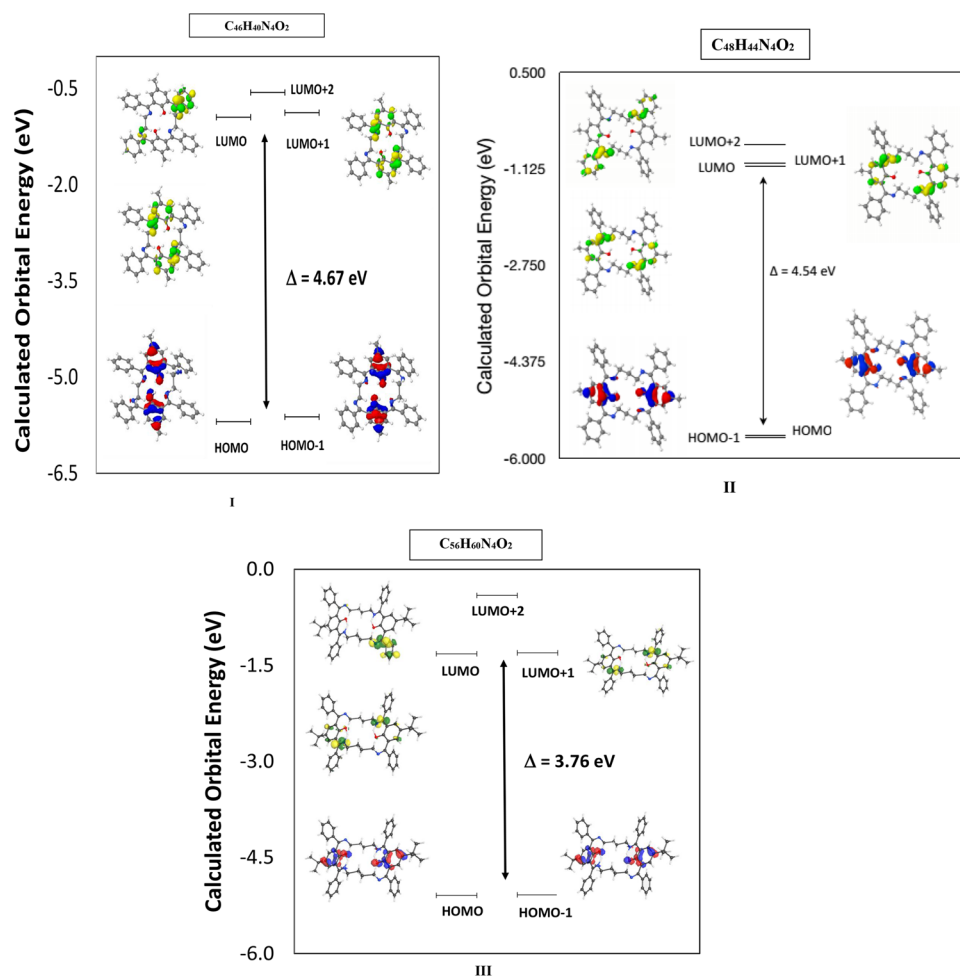 C₄₆H₄₀N₄O₂
Calculated Orbital Energy (eV)
-0.5
-2.0
-3.5
-5.0
-6.5
LUMO+2
LUMO
LUMO+1
Δ = 4.67 eV
HOMO
HOMO-1
I
C₄₈H₄₄N₄O₂
Calculated Orbital Energy (eV)
0.500
-1.125
-2.750
-4.375
-6.000
LUMO+2
LUMO
LUMO+1
Δ = 4.54 eV
HOMO-1
HOMO
II
C₅₆H₆₀N₄O₂
Calculated Orbital Energy (eV)
0.0
-1.5
-3.0
-4.5
-6.0
LUMO+2
LUMO
LUMO+1
Δ = 3.76 eV
HOMO
HOMO-1
III